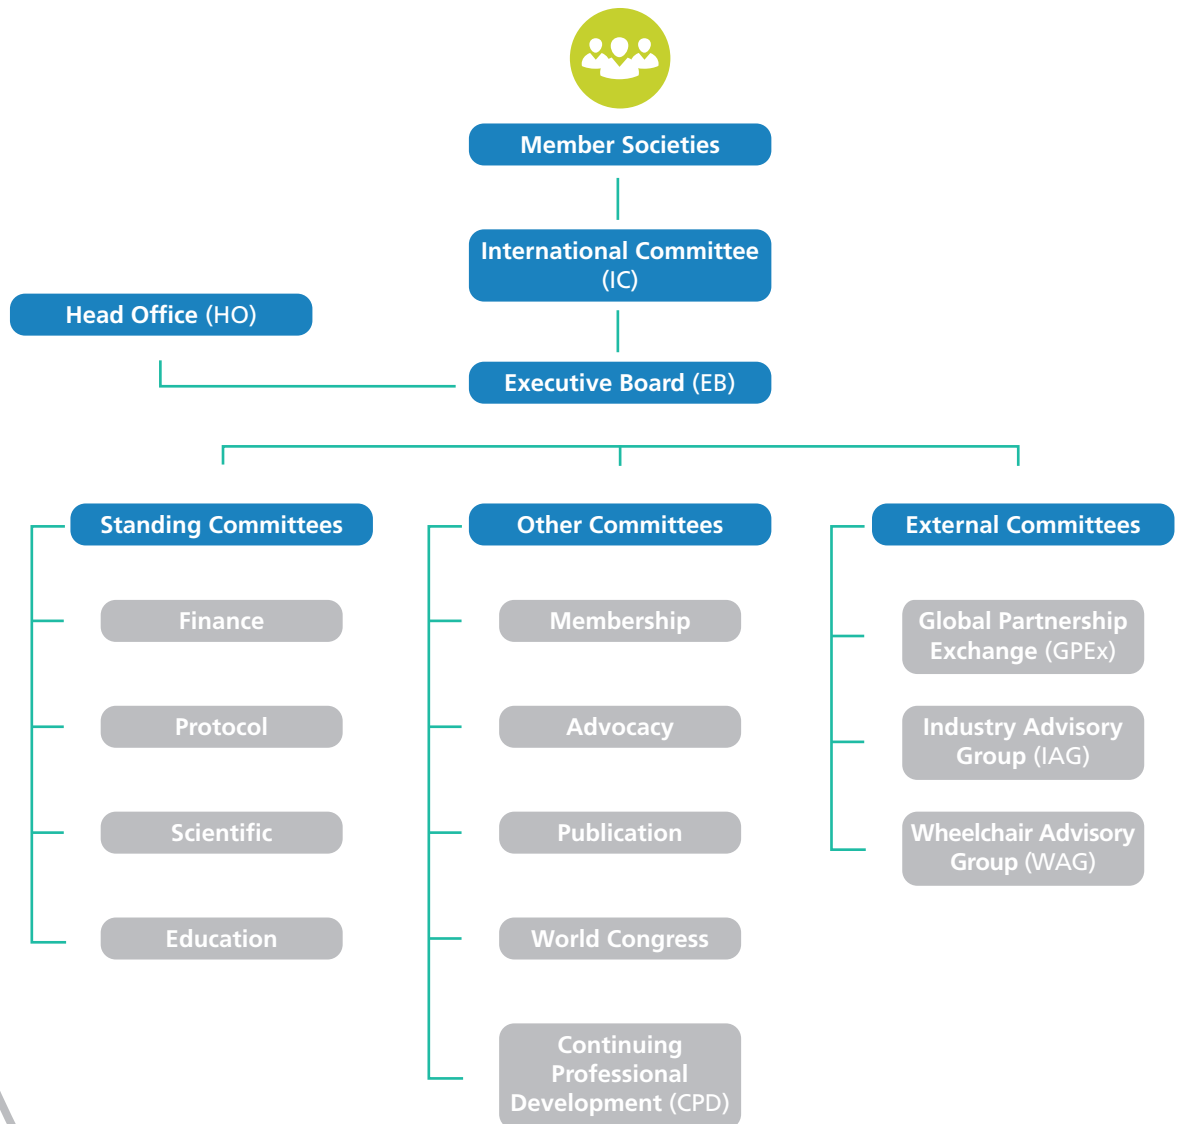 Member Societies
International Committee
(IC)
Head Office (HO)
Executive Board (EB)
Standing Committees
Finance
Protocol
Scientific
Education
Other Committees
Membership
Advocacy
Publication
World Congress
Continuing
Professional
Development (CPD)
External Committees
Global Partnership
Exchange (GPEx)
Industry Advisory
Group (IAG)
Wheelchair Advisory
Group (WAG)